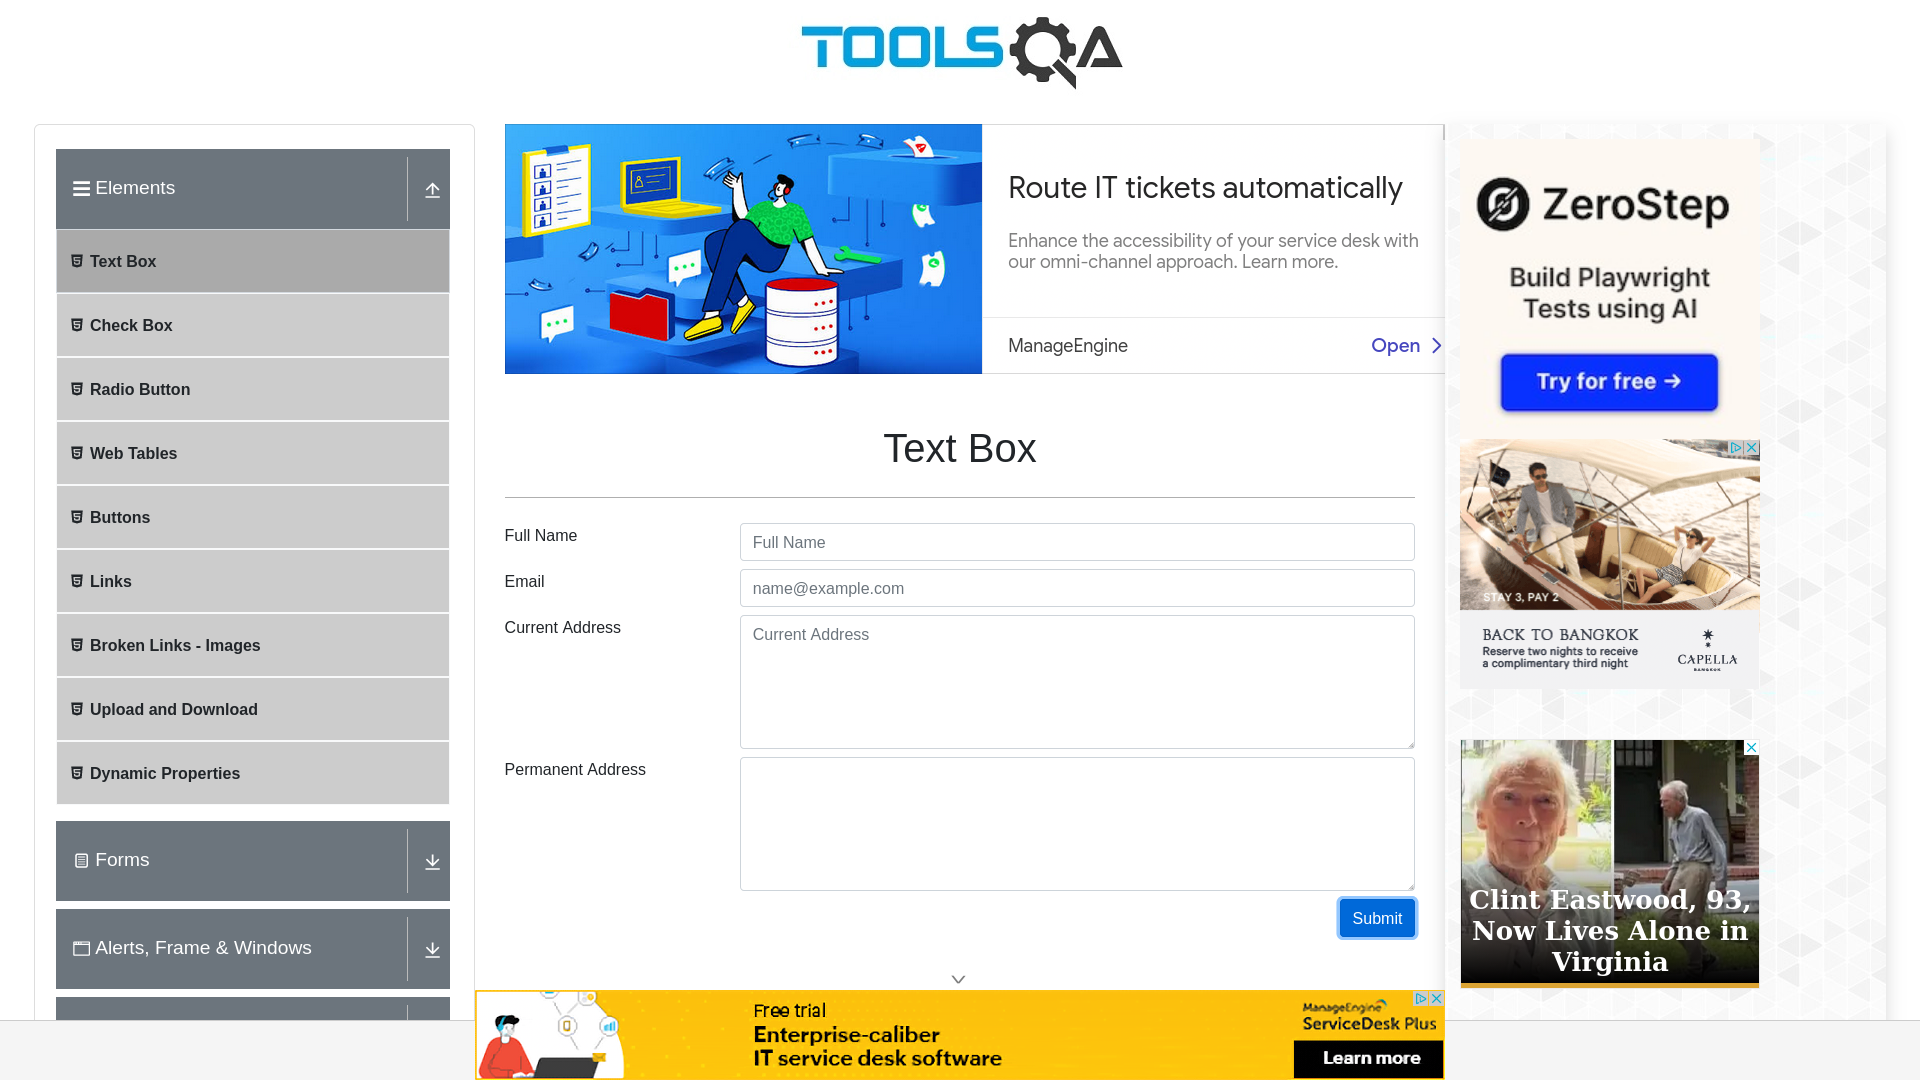 TOOLSQA
Elements
Text Box
Check Box
Radio Button
Web Tables
Buttons
Links
Broken Links - Images
Upload and Download
Dynamic Properties
Forms
Alerts, Frame & Windows
Route IT tickets automatically
Enhance the accessibility of your service desk with
our omni-channel approach. Learn more.
ManageEngine
Open
Text Box
Full Name
Full Name
Email
name@example.com
Current Address
Current Address
Permanent Address
Submit
Free trial
Enterprise-caliber
IT service desk software
ManageEngine
ServiceDesk Plus
Learn more
ZeroStep
Build Playwright
Tests using AI
Try for free →
STAY 3, PAY 2
BACK TO BANGKOK
Reserve two nights to receive
a complimentary third night
CAPELLA
BANGKOK
Clint Eastwood, 93,
Now Lives Alone in
Virginia